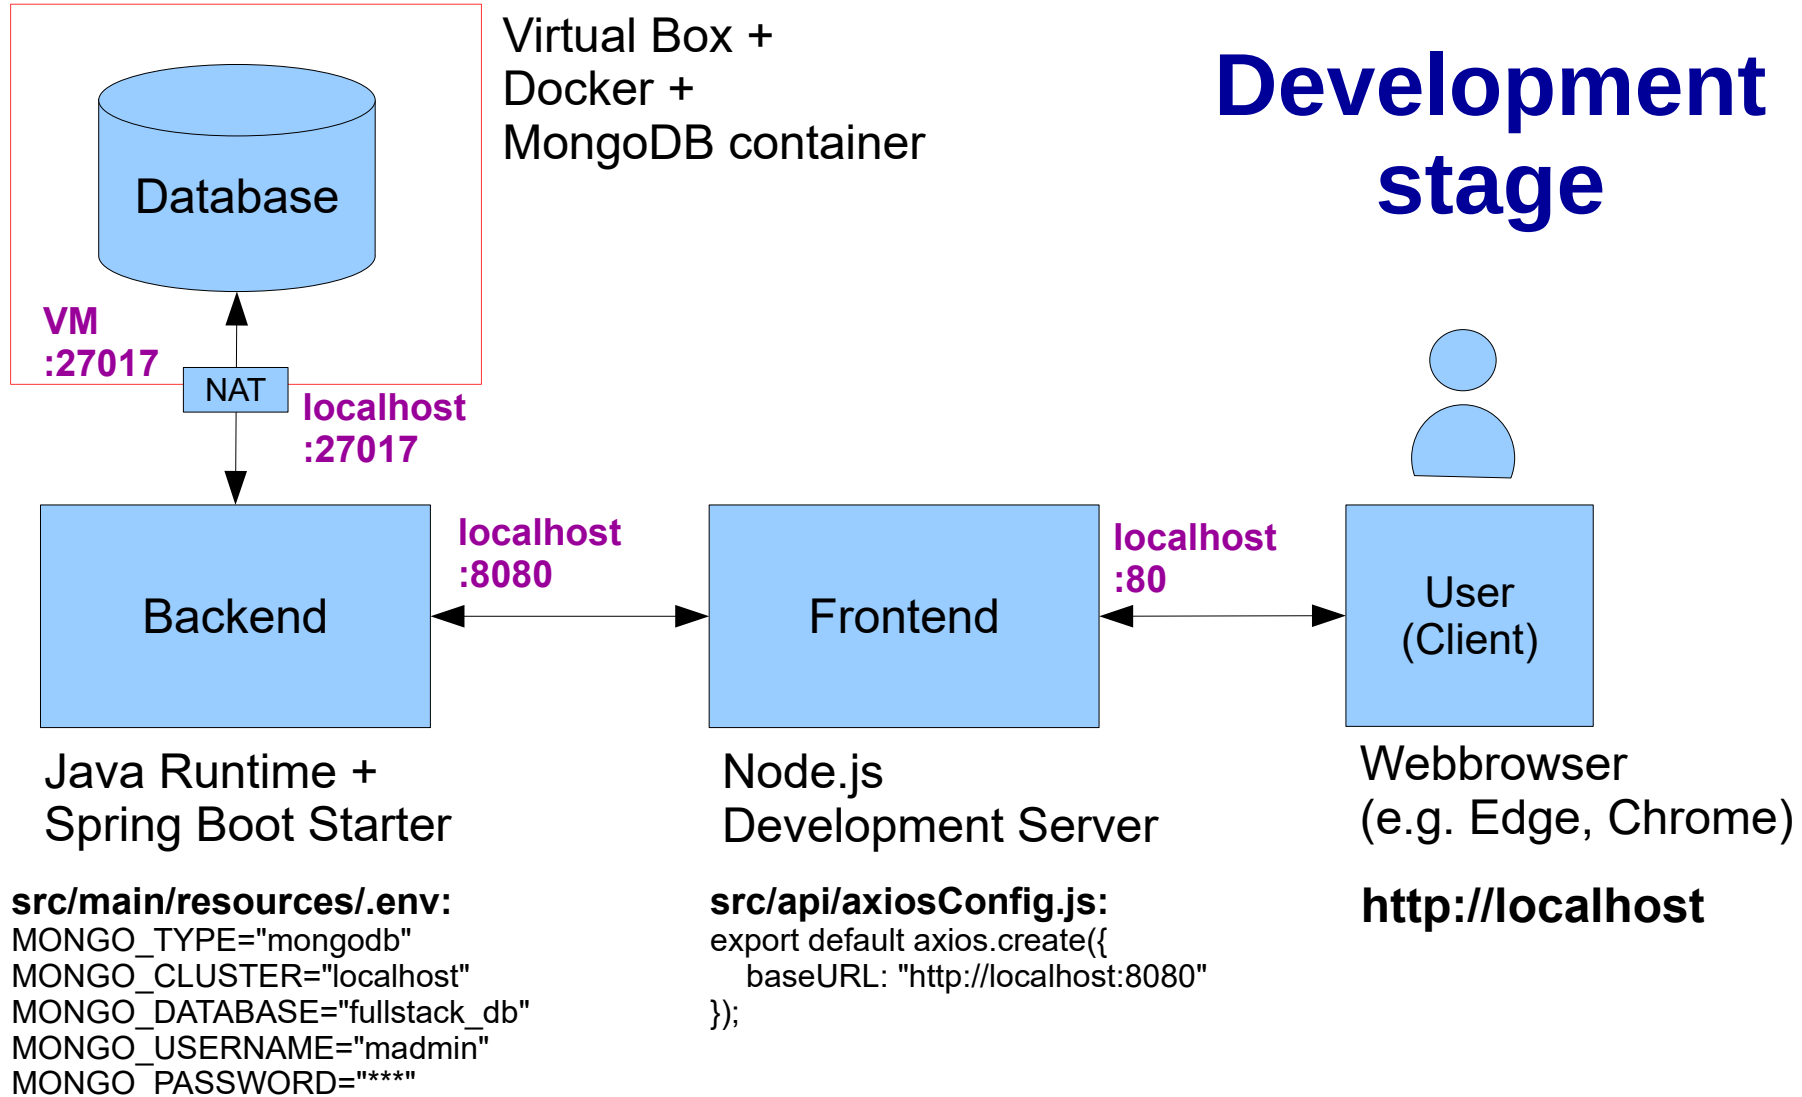 Virtual Box +
Docker +
MongoDB container
Development
stage
Database
VM
:27017
NAT
localhost
:27017
Backend
localhost
:8080
Frontend
localhost
:80
User
(Client)
Java Runtime +
Spring Boot Starter
Node.js
Development Server
Webbrowser
(e.g. Edge, Chrome)
src/main/resources/.env:
MONGO_TYPE="mongodb"
MONGO_CLUSTER="localhost"
MONGO_DATABASE="fullstack_db"
MONGO_USERNAME="madmin"
MONGO_PASSWORD="***"
src/api/axiosConfig.js:
export default axios.create({
    baseURL: "http://localhost:8080"
});
http://localhost